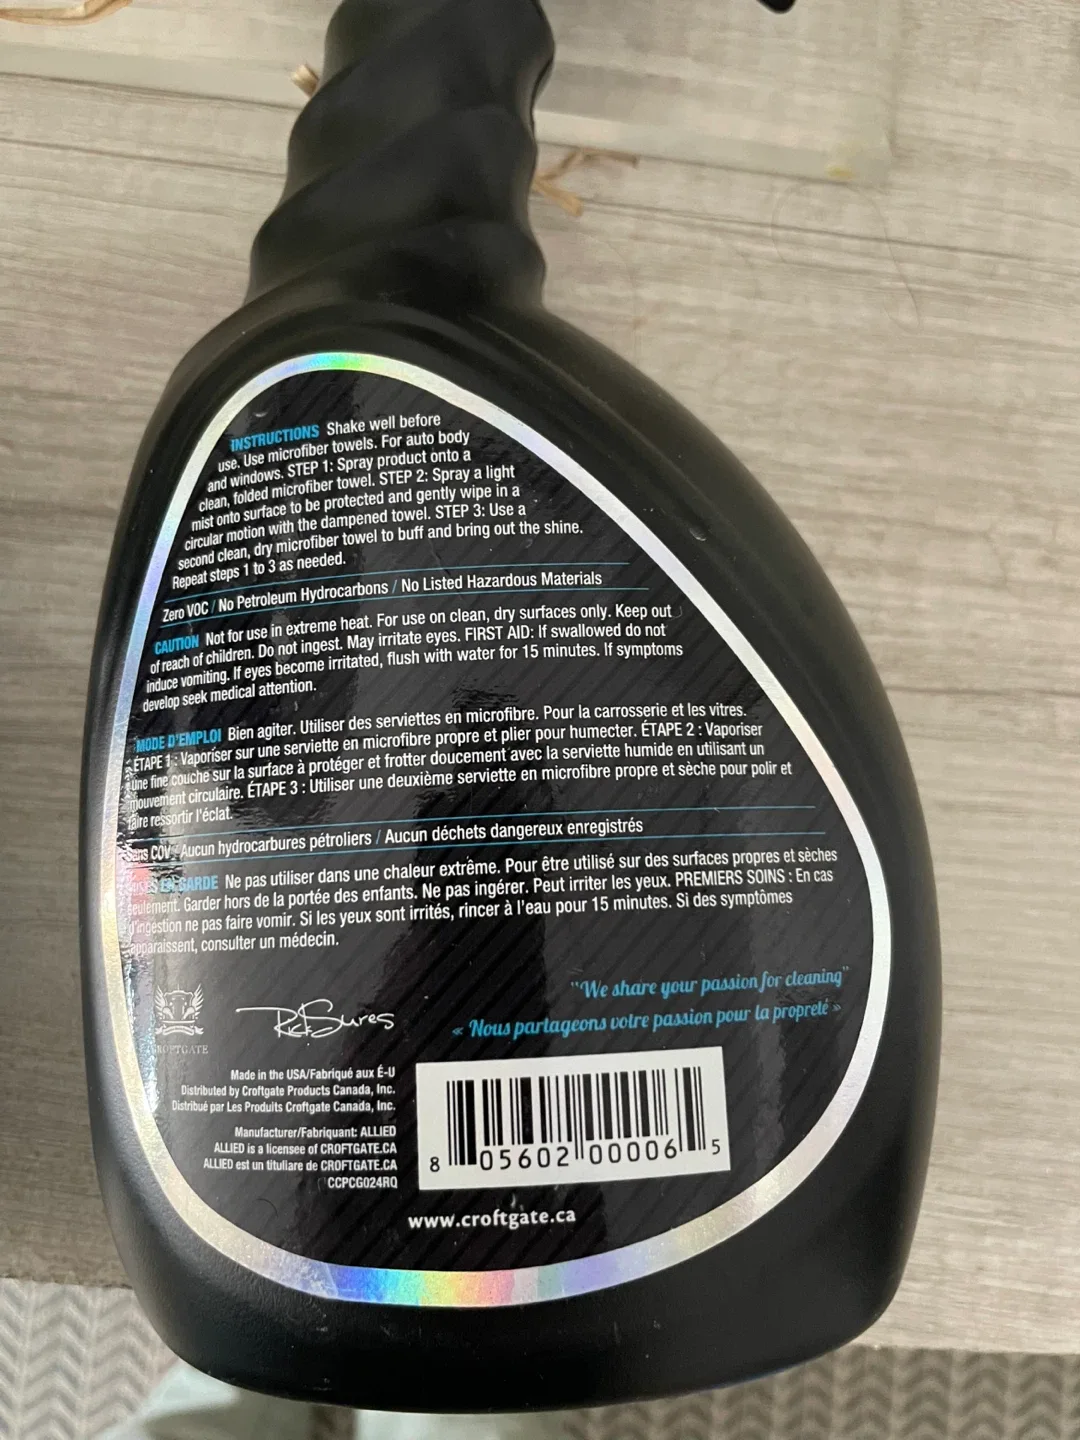 INSTRUCTIONS Shake well before
use. Use microfiber towels. For auto body
and windows. STEP 1: Spray product onto a
clean, folded microfiber towel. STEP 2: Spray a light
mist onto surface to be protected and gently wipe in a
circular motion with the dampened towel. STEP 3: Use a
second clean, dry microfiber towel to buff and bring out the shine.
Repeat steps 1 to 3 as needed.
Zero VOC / No Petroleum Hydrocarbons / No Listed Hazardous Materials
CAUTION Not for use in extreme heat. For use on clean, dry surfaces only. Keep out
of reach of children. Do not ingest. May irritate eyes. FIRST AID: If swallowed do not
induce vomiting. If eyes become irritated, flush with water for 15 minutes. If symptoms
develop seek medical attention.
MODE D'EMPLOI Bien agiter. Utiliser des serviettes en microfibre. Pour la carrosserie et les vitres.
ÉTAPE 1 : Vaporiser sur une serviette en microfibre propre et plier pour humecter. ÉTAPE 2 : Vaporiser
une fine couche sur la surface à protéger et frotter doucement avec la serviette humide en utilisant un
mouvement circulaire. ÉTAPE 3 : Utiliser une deuxième serviette en microfibre propre et sèche pour polir et
faire ressortir l'éclat.
Sans COV / Aucun hydrocarbures pétroliers / Aucun déchets dangereux enregistrés
EN GARDE Ne pas utiliser dans une chaleur extrême. Pour être utilisé sur des surfaces propres et sèches
seulement. Garder hors de la portée des enfants. Ne pas ingérer. Peut irriter les yeux. PREMIERS SOINS : En cas
d'ingestion ne pas faire vomir. Si les yeux sont irrités, rincer à l'eau pour 15 minutes. Si des symptômes
apparaissent, consulter un médecin.
"We share your passion for cleaning"
« Nous partageons votre passion pour la propreté »
CROFTGATE
Made in the USA/Fabriqué aux É-U
Distributed by Croftgate Products Canada, Inc.
Distribué par Les Produits Croftgate Canada, Inc.
Manufacturer/Fabriquant: ALLIED
ALLIED is a licensee of CROFTGATE.CA
ALLIED est un titulaire de CROFTGATE.CA
CCPCG024RQ
8 05602 00006 5
www.croftgate.ca